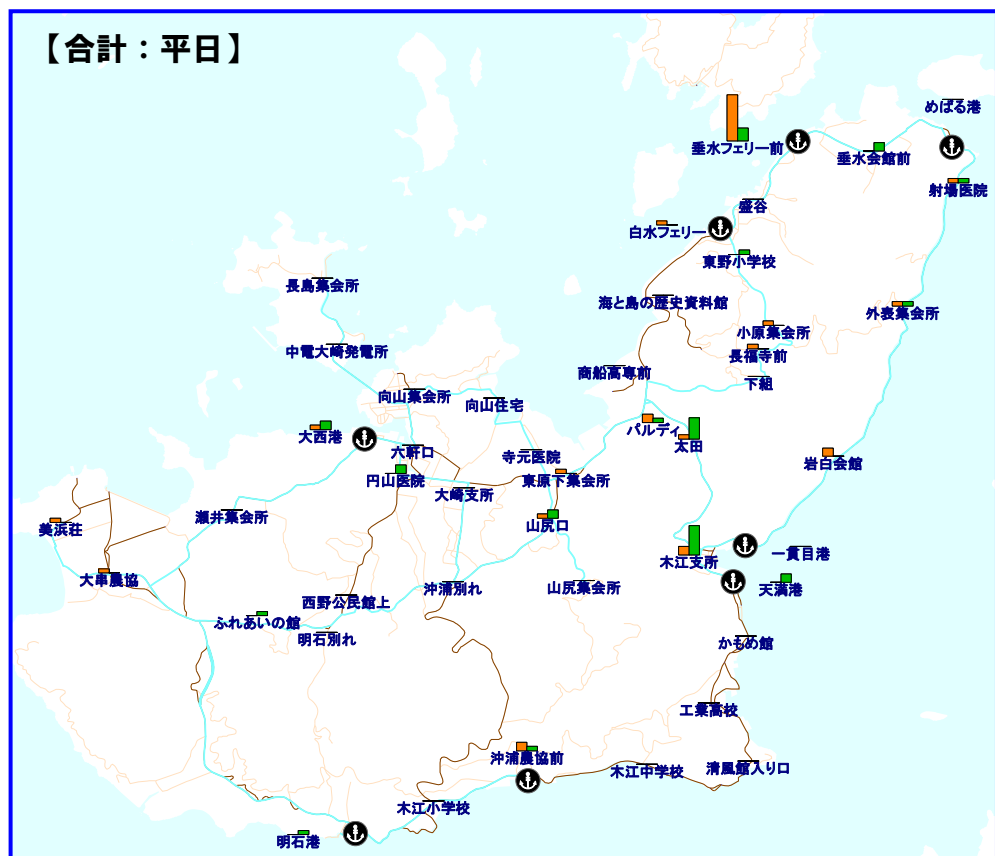 【合計：平日】
めばる港
垂水フェリー前
垂水会館前
射場医院
盛谷
白水フェリー
東野小学校
長島集会所
海と島の歴史資料館
外表集会所
小原集会所
中電大崎発電所
長福寺前
商船高専前
下組
向山集会所
向山住宅
パルディ
大西港
太田
六軒口
寺元医院
岩白会館
円山医院
東原下集会所
大崎支所
瀬井集会所
山尻口
美浜荘
一貫目港
木江支所
大串農協
沖浦別れ
山尻集会所
天満港
西野公民館上
ふれあいの館
明石別れ
かもめ館
工業高校
沖浦農協前
清風館入り口
木江中学校
木江小学校
明石港